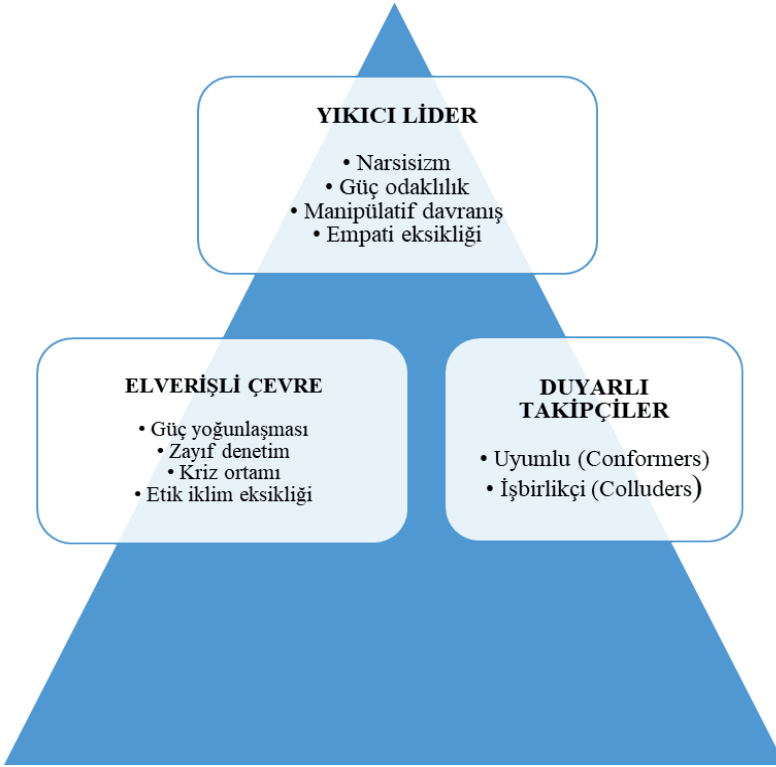 YIKICI LİDER
• Narsisizm
• Güç odaklılık
• Manipülatif davranış
• Empati eksikliği
ELVERİŞLİ ÇEVRE
• Güç yoğunlaşması
• Zayıf denetim
• Kriz ortamı
• Etik iklim eksikliği
DUYARLI
TAKİPÇİLER
• Uyumlu (Conformers)
• İşbirlikçi (Colluders)